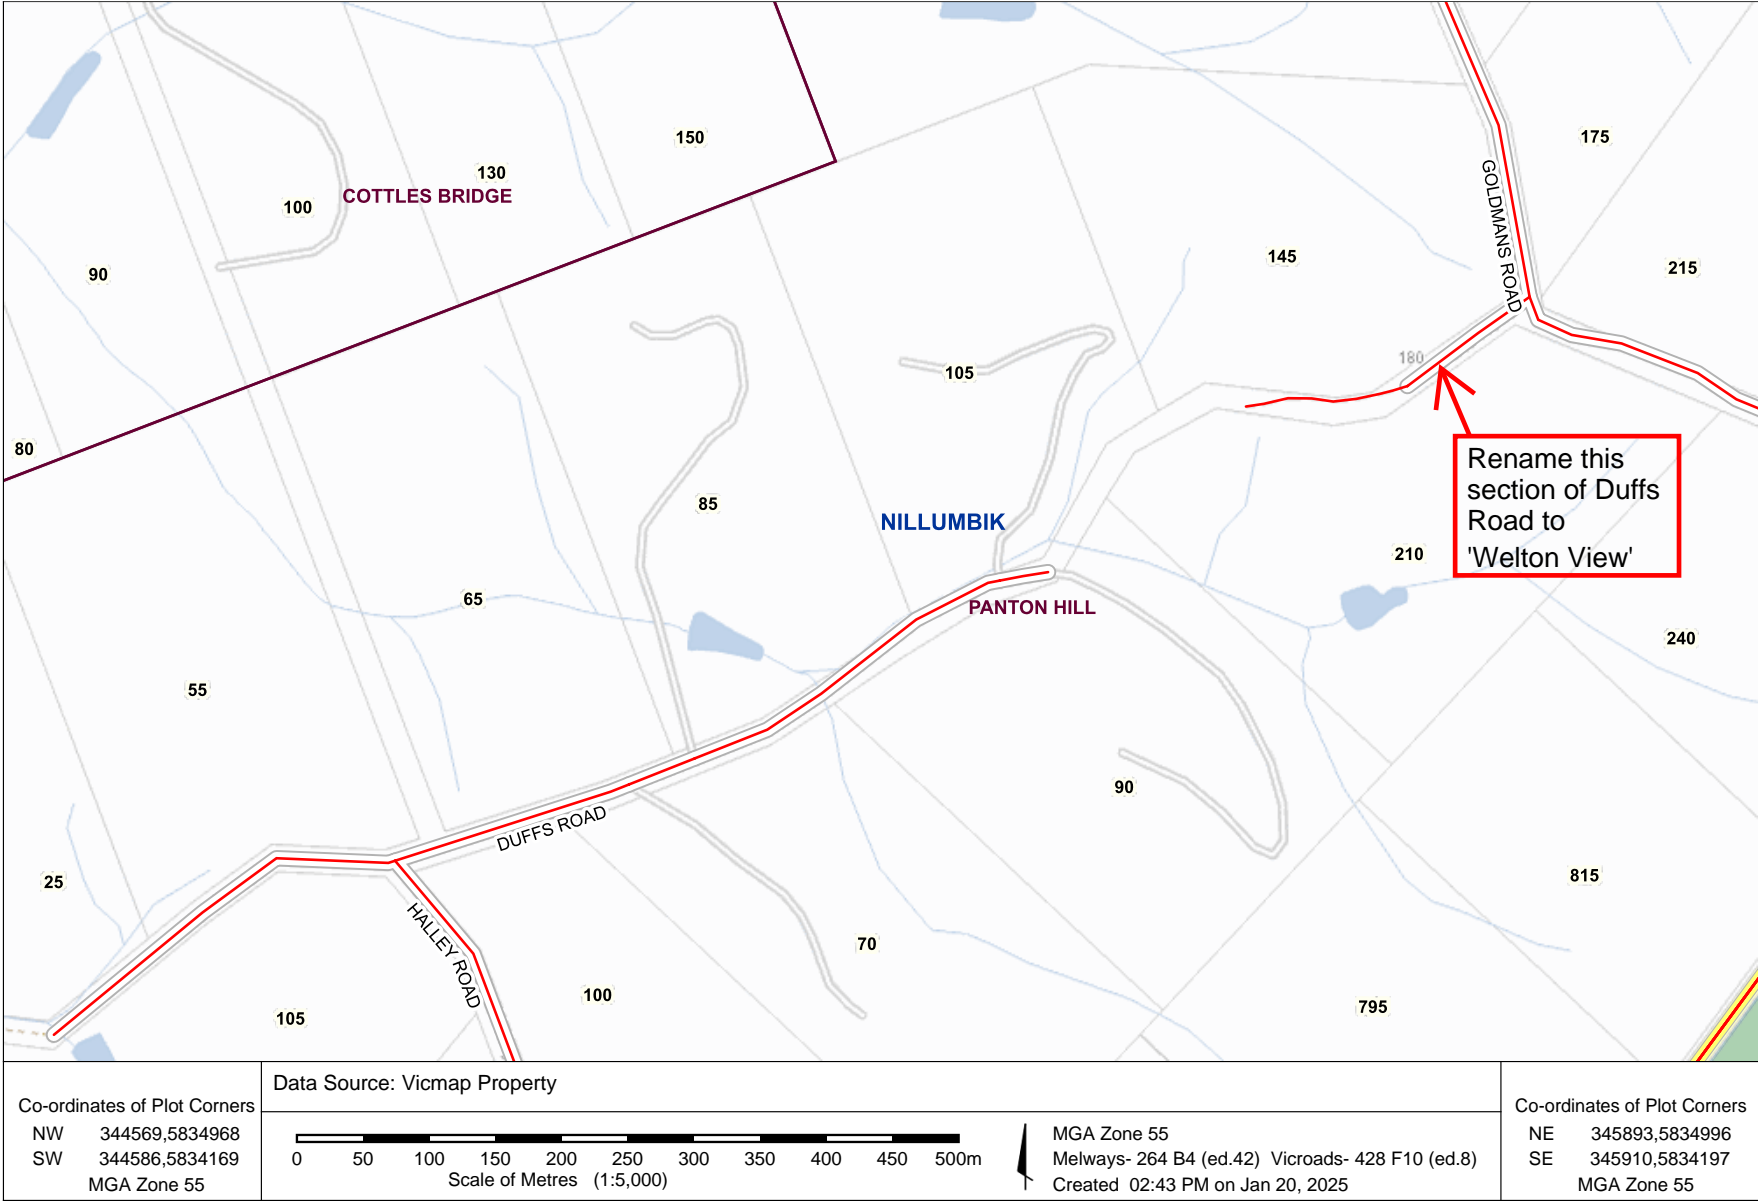 150
175
130
COTTLES BRIDGE
100
GOLDMANS ROAD
145
215
90
180
105
80
Rename this
section of Duffs
Road to
'Welton View'
85
NILLUMBIK
210
65
PANTON HILL
240
55
90
DUFFS ROAD
25
815
HALLEY ROAD
70
100
105
795
Co-ordinates of Plot Corners
NW 344569,5834968
SW 344586,5834169
MGA Zone 55
Data Source: Vicmap Property
0 50 100 150 200 250 300 350 400 450 500m
Scale of Metres (1:5,000)
MGA Zone 55
Melways- 264 B4 (ed.42) Vicroads- 428 F10 (ed.8)
Created 02:43 PM on Jan 20, 2025
Co-ordinates of Plot Corners
NE 345893,5834996
SE 345910,5834197
MGA Zone 55